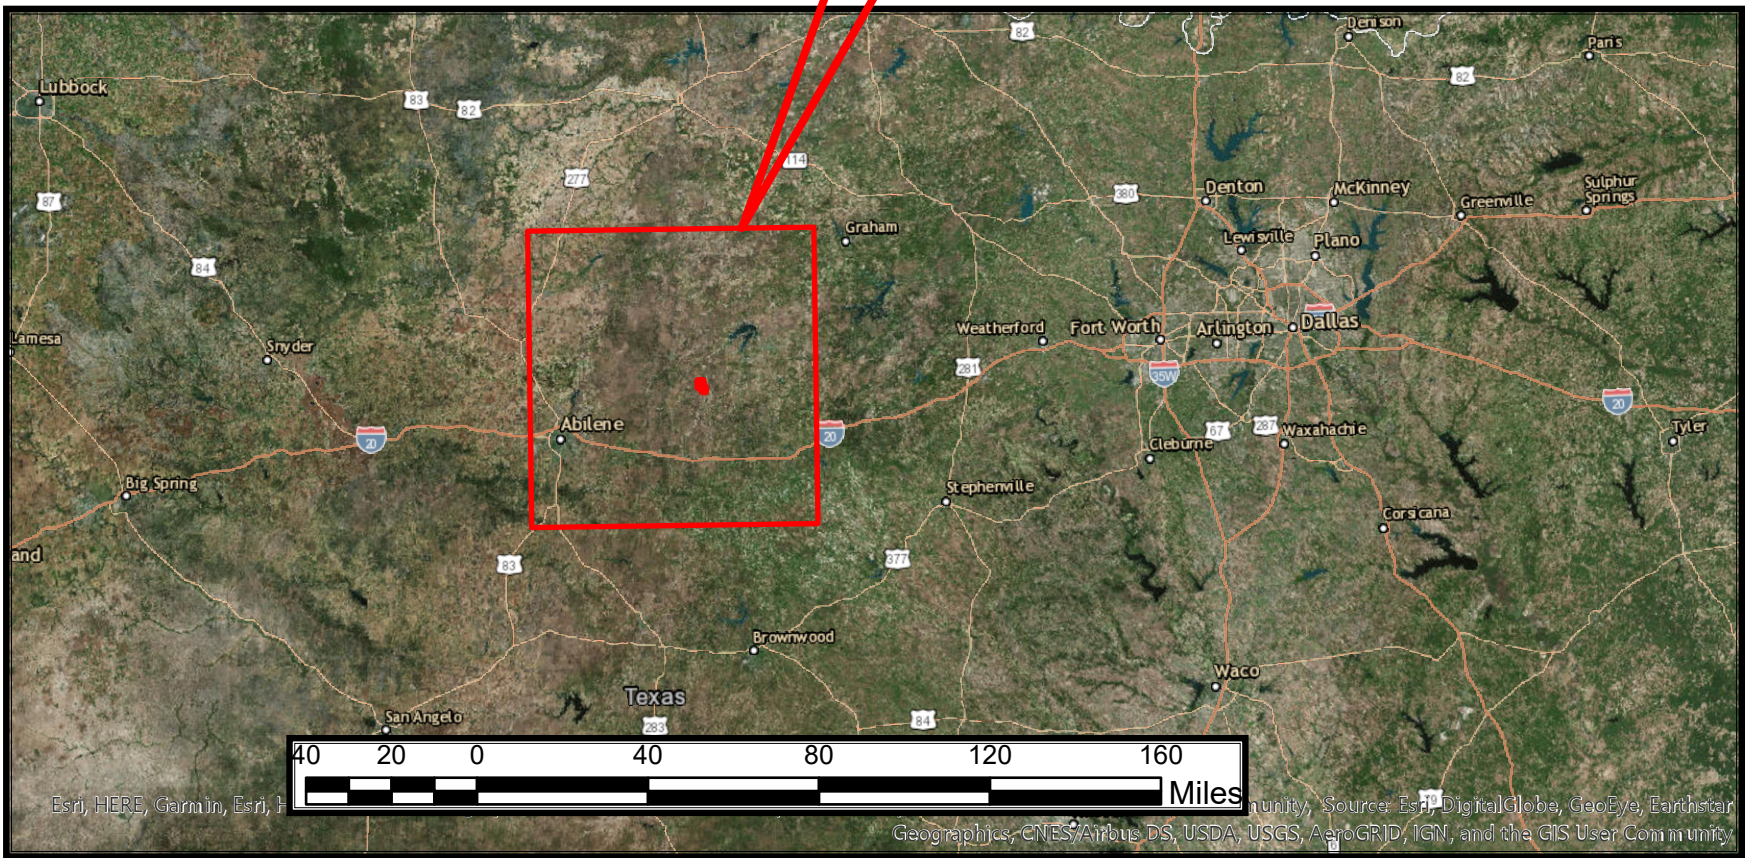 Denison
82
Paris
82
Lubbock
83
82
114
277
87
380
Denton
McKinney
Sulphur
Springs
Greenville
Graham
Lewisville
Plano
84
Lamesa
Snyder
Weatherford
Fort Worth
Arlington
Dallas
281
35W
20
Abilene
20
20
67
287
Waxahachie
Tyler
Cleburne
Big Spring
Stephenville
Corsicana
and
83
377
Brownwood
Waco
Texas
San Angelo
283
84
40 20 0 40 80 120 160
Miles
79
Esri, HERE, Garmin, Esri, H
munity, Source: Esri, DigitalGlobe, GeoEye, Earthstar
Geographics, CNES/Airbus DS, USDA, USGS, AeroGRID, IGN, and the GIS User Community
6